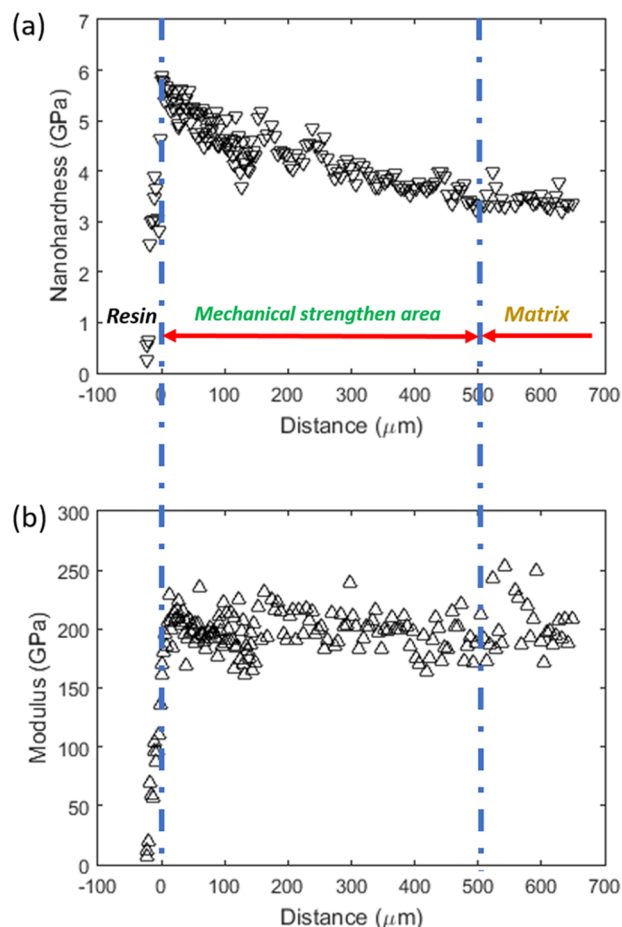 (a)
7
6
5
4
3
2
1
0
Nanohardness (GPa)
Resin
Mechanical strengthen area
Matrix
-100 0 100 200 300 400 500 600 700
Distance (μm)
(b)
300
250
200
150
100
50
0
Modulus (GPa)
-100 0 100 200 300 400 500 600 700
Distance (μm)